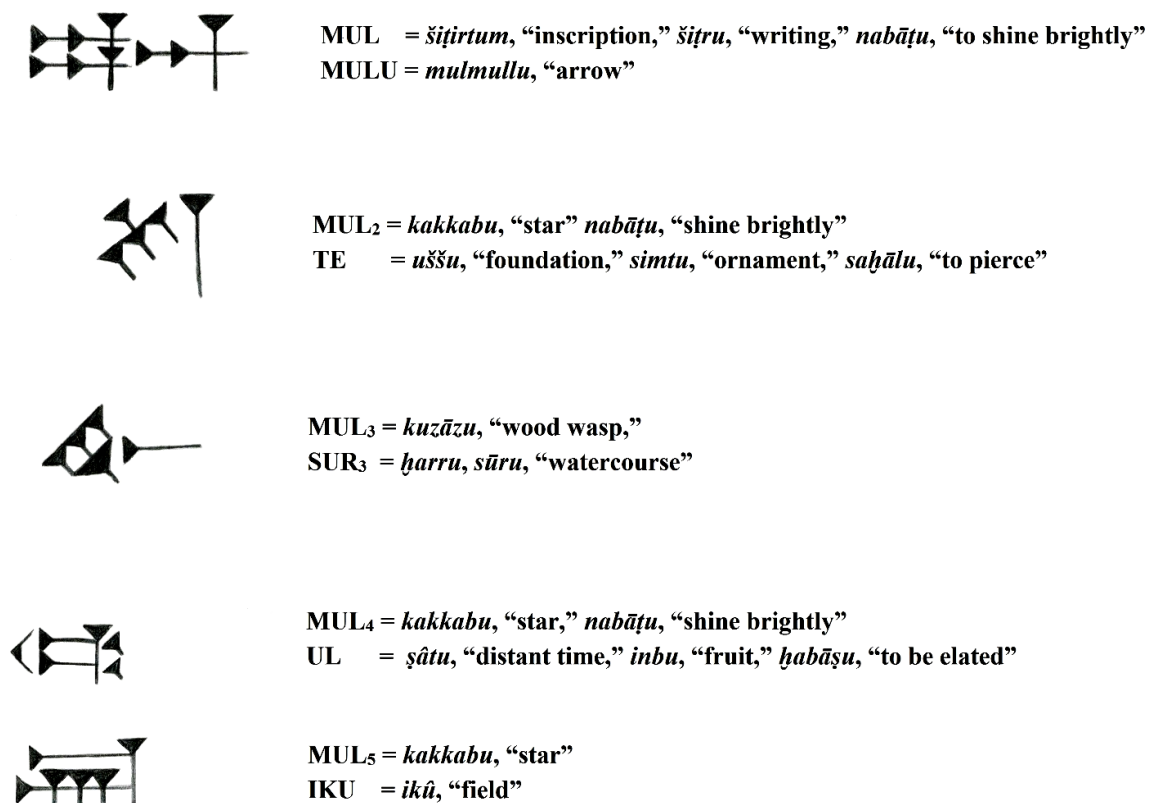 MUL = šiṭirtum, “inscription,” šiṭru, “writing,” nabāṭu, “to shine brightly”
MULU = mulmullu, “arrow”
MUL₂ = kakkabu, “star” nabāṭu, “shine brightly”
TE = uššu, “foundation,” simtu, “ornament,” saḫālu, “to pierce”
MUL₃ = kuzāzu, “wood wasp,”
SUR₃ = ḫarru, sūru, “watercourse”
MUL₄ = kakkabu, “star,” nabāṭu, “shine brightly”
UL = ṣâtu, “distant time,” inbu, “fruit,” ḫabāṣu, “to be elated”
MUL₅ = kakkabu, “star”
IKU = ikû, “field”